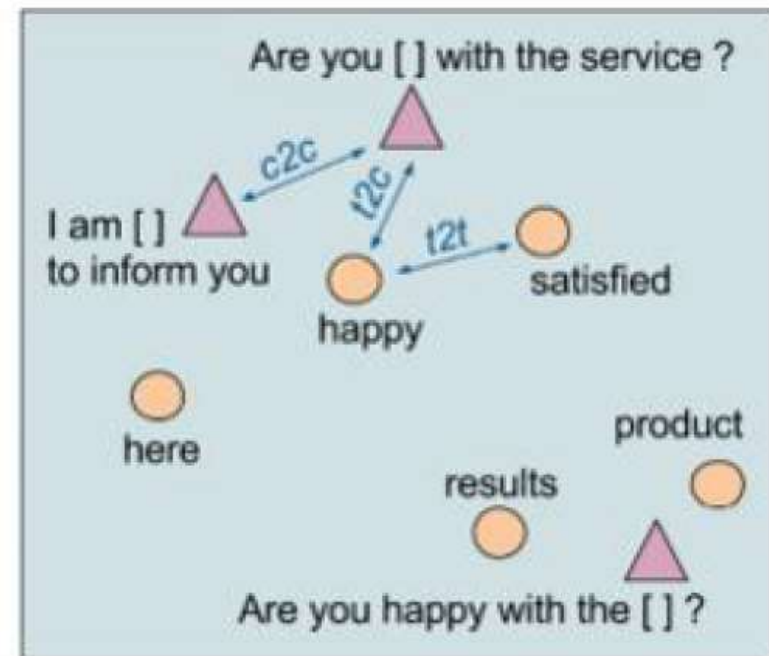 Are you [ ] with the service ?
c2c
t2c
I am [ ]
to inform you
t2t
satisfied
happy
here
product
results
Are you happy with the [ ] ?